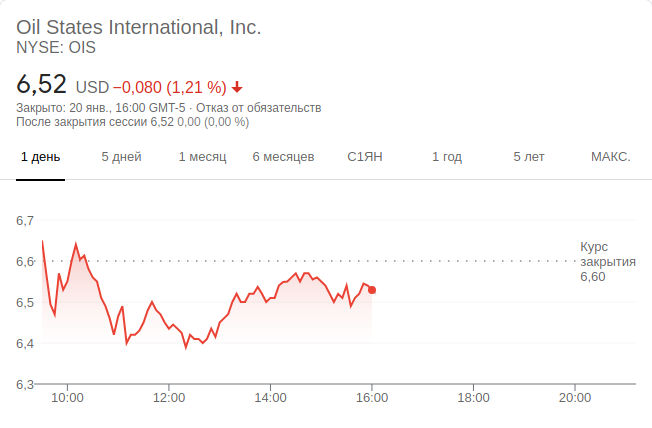 Oil States International, Inc.
NYSE: OIS
6,52 USD −0,080 (1,21 %)
Закрыто: 20 янв., 16:00 GMT-5 · Отказ от обязательств
После закрытия сессии 6,52 0,00 (0,00 %)
1 день 5 дней 1 месяц 6 месяцев С1ЯН 1 год 5 лет МАКС.
6,7
6,6
6,5
6,4
6,3
Курс
закрытия
6,60
10:00 12:00 14:00 16:00 18:00 20:00